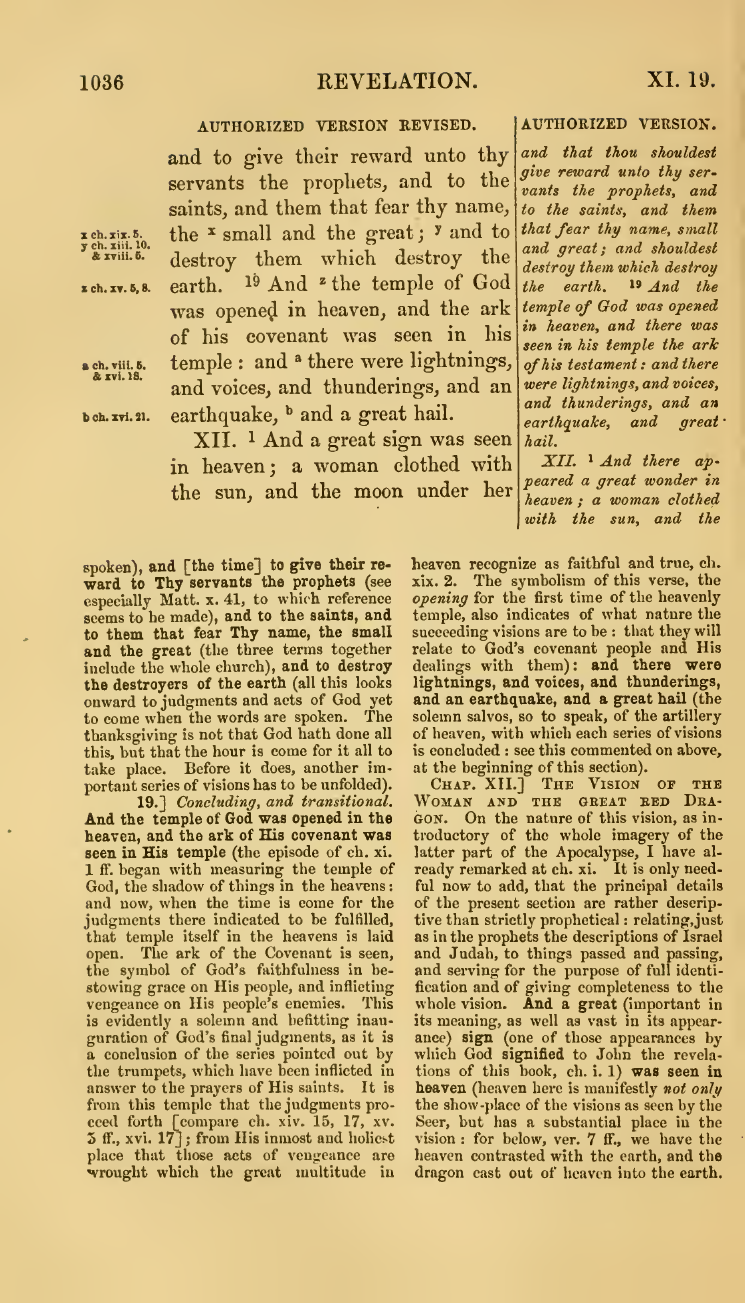 1036 REVELATION. XI. 19.
AUTHORIZED VERSION REVISED.
and to give their reward unto thy
servants the prophets, and to the
saints, and them that fear thy name,
the x small and the great; y and to
destroy them which destroy the
earth. 19 And z the temple of God
was opened in heaven, and the ark
of his covenant was seen in his
temple : and a there were lightnings,
and voices, and thunderings, and an
earthquake, b and a great hail.
XII. 1 And a great sign was seen
in heaven; a woman clothed with
the sun, and the moon under her
x ch. xix. 5.
y ch. xiii. 10.
& xviii. 6.
z ch. xv. 5, 8.
a ch. viii. 5.
& xvi. 18.
b ch. xvi. 21.
AUTHORIZED VERSION.
and that thou shouldest
give reward unto thy ser-
vants the prophets, and
to the saints, and them
that fear thy name, small
and great; and shouldest
destroy them which destroy
the earth. 19 And the
temple of God was opened
in heaven, and there was
seen in his temple the ark
of his testament : and there
were lightnings, and voices,
and thunderings, and an
earthquake, and great
hail.
XII. 1 And there ap-
peared a great wonder in
heaven; a woman clothed
with the sun, and the
spoken), and [the time] to give their re-
ward to Thy servants the prophets (see
especially Matt. x. 41, to which reference
seems to be made), and to the saints, and
to them that fear Thy name, the small
and the great (the three terms together
include the whole church), and to destroy
the destroyers of the earth (all this looks
onward to judgments and acts of God yet
to come when the words are spoken. The
thanksgiving is not that God hath done all
this, but that the hour is come for it all to
take place. Before it does, another im-
portant series of visions has to be unfolded).
19.] Concluding, and transitional.
And the temple of God was opened in the
heaven, and the ark of His covenant was
seen in His temple (the episode of ch. xi.
1 ff. began with measuring the temple of
God, the shadow of things in the heavens :
and now, when the time is come for the
judgments there indicated to be fulfilled,
that temple itself in the heavens is laid
open. The ark of the Covenant is seen,
the symbol of God's faithfulness in be-
stowing grace on His people, and inflicting
vengeance on His people's enemies. This
is evidently a solemn and befitting inau-
guration of God's final judgments, as it is
a conclusion of the series pointed out by
the trumpets, which have been inflicted in
answer to the prayers of His saints. It is
from this temple that the judgments pro-
ceed forth [compare ch. xiv. 15, 17, xv.
5 ff., xvi. 17]; from His inmost and holiest
place that those acts of vengeance are
wrought which the great multitude in
heaven recognize as faithful and true, ch.
xix. 2. The symbolism of this verse, the
opening for the first time of the heavenly
temple, also indicates of what nature the
succeeding visions are to be : that they will
relate to God's covenant people and His
dealings with them) : and there were
lightnings, and voices, and thunderings,
and an earthquake, and a great hail (the
solemn salvos, so to speak, of the artillery
of heaven, with which each series of visions
is concluded : see this commented on above,
at the beginning of this section).
CHAP. XII.] THE VISION OF THE
WOMAN AND THE GREAT RED DRA-
GON. On the nature of this vision, as in-
troductory of the whole imagery of the
latter part of the Apocalypse, I have al-
ready remarked at ch. xi. It is only need-
ful now to add, that the principal details
of the present section are rather descrip-
tive than strictly prophetical : relating, just
as in the prophets the descriptions of Israel
and Judah, to things passed and passing,
and serving for the purpose of full identi-
fication and of giving completeness to the
whole vision. And a great (important in
its meaning, as well as vast in its appear-
ance) sign (one of those appearances by
which God signified to John the revela-
tions of this book, ch. i. 1) was seen in
heaven (heaven here is manifestly not only
the show-place of the visions as seen by the
Seer, but has a substantial place in the
vision : for below, ver. 7 ff., we have the
heaven contrasted with the earth, and the
dragon cast out of heaven into the earth.